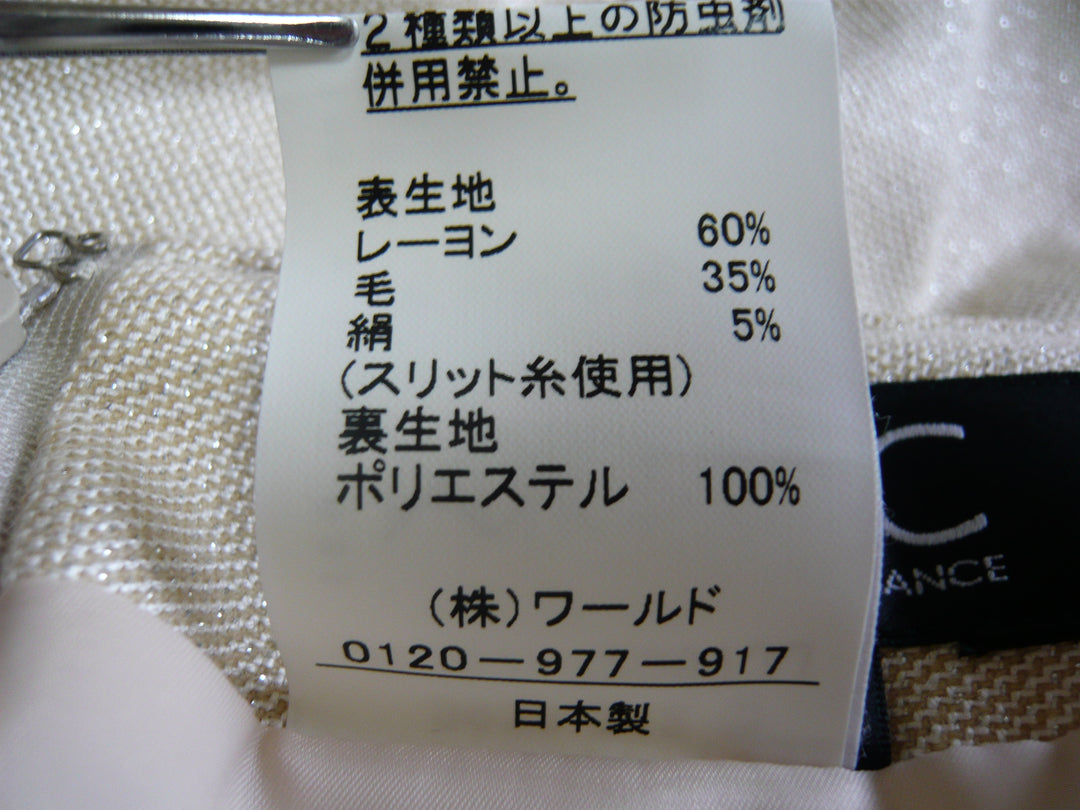 2種類以上の防虫剤
併用禁止。
表生地
レーヨン 60%
毛 35%
絹 5%
(スリット糸使用)
裏生地
ポリエステル 100%
(株)ワールド
0120-977-917
日本製
C
ANCE